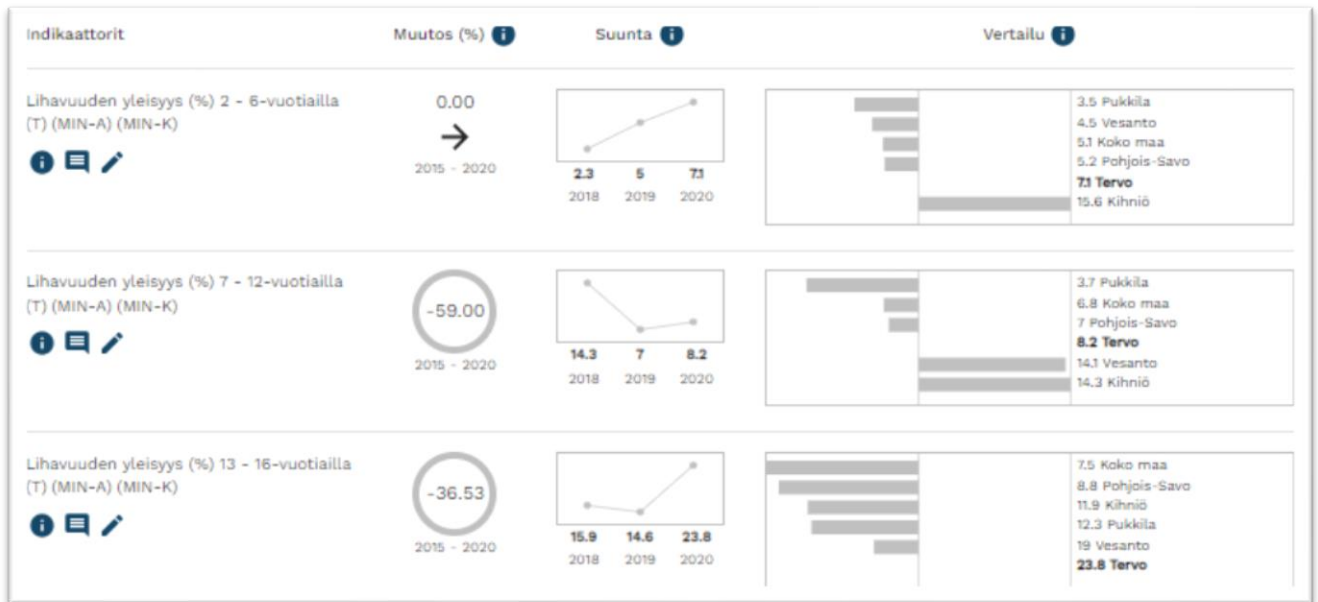 Indikaattorit Muutos (%) Suunta Vertailu
Lihavuuden yleisyys (%) 2 - 6-vuotiailla
(T) (MIN-A) (MIN-K)
0.00
2015 - 2020
2.3 5 7.1
2018 2019 2020
3.5 Pukkila
4.5 Vesanto
5.1 Koko maa
5.2 Pohjois-Savo
7.1 Tervo
15.6 Kihniö
Lihavuuden yleisyys (%) 7 - 12-vuotiailla
(T) (MIN-A) (MIN-K)
-59.00
2015 - 2020
14.3 7 8.2
2018 2019 2020
3.7 Pukkila
6.8 Koko maa
7 Pohjois-Savo
8.2 Tervo
14.1 Vesanto
14.3 Kihniö
Lihavuuden yleisyys (%) 13 - 16-vuotiailla
(T) (MIN-A) (MIN-K)
-36.53
2015 - 2020
15.9 14.6 23.8
2018 2019 2020
7.5 Koko maa
8.8 Pohjois-Savo
11.9 Kihniö
12.3 Pukkila
19 Vesanto
23.8 Tervo